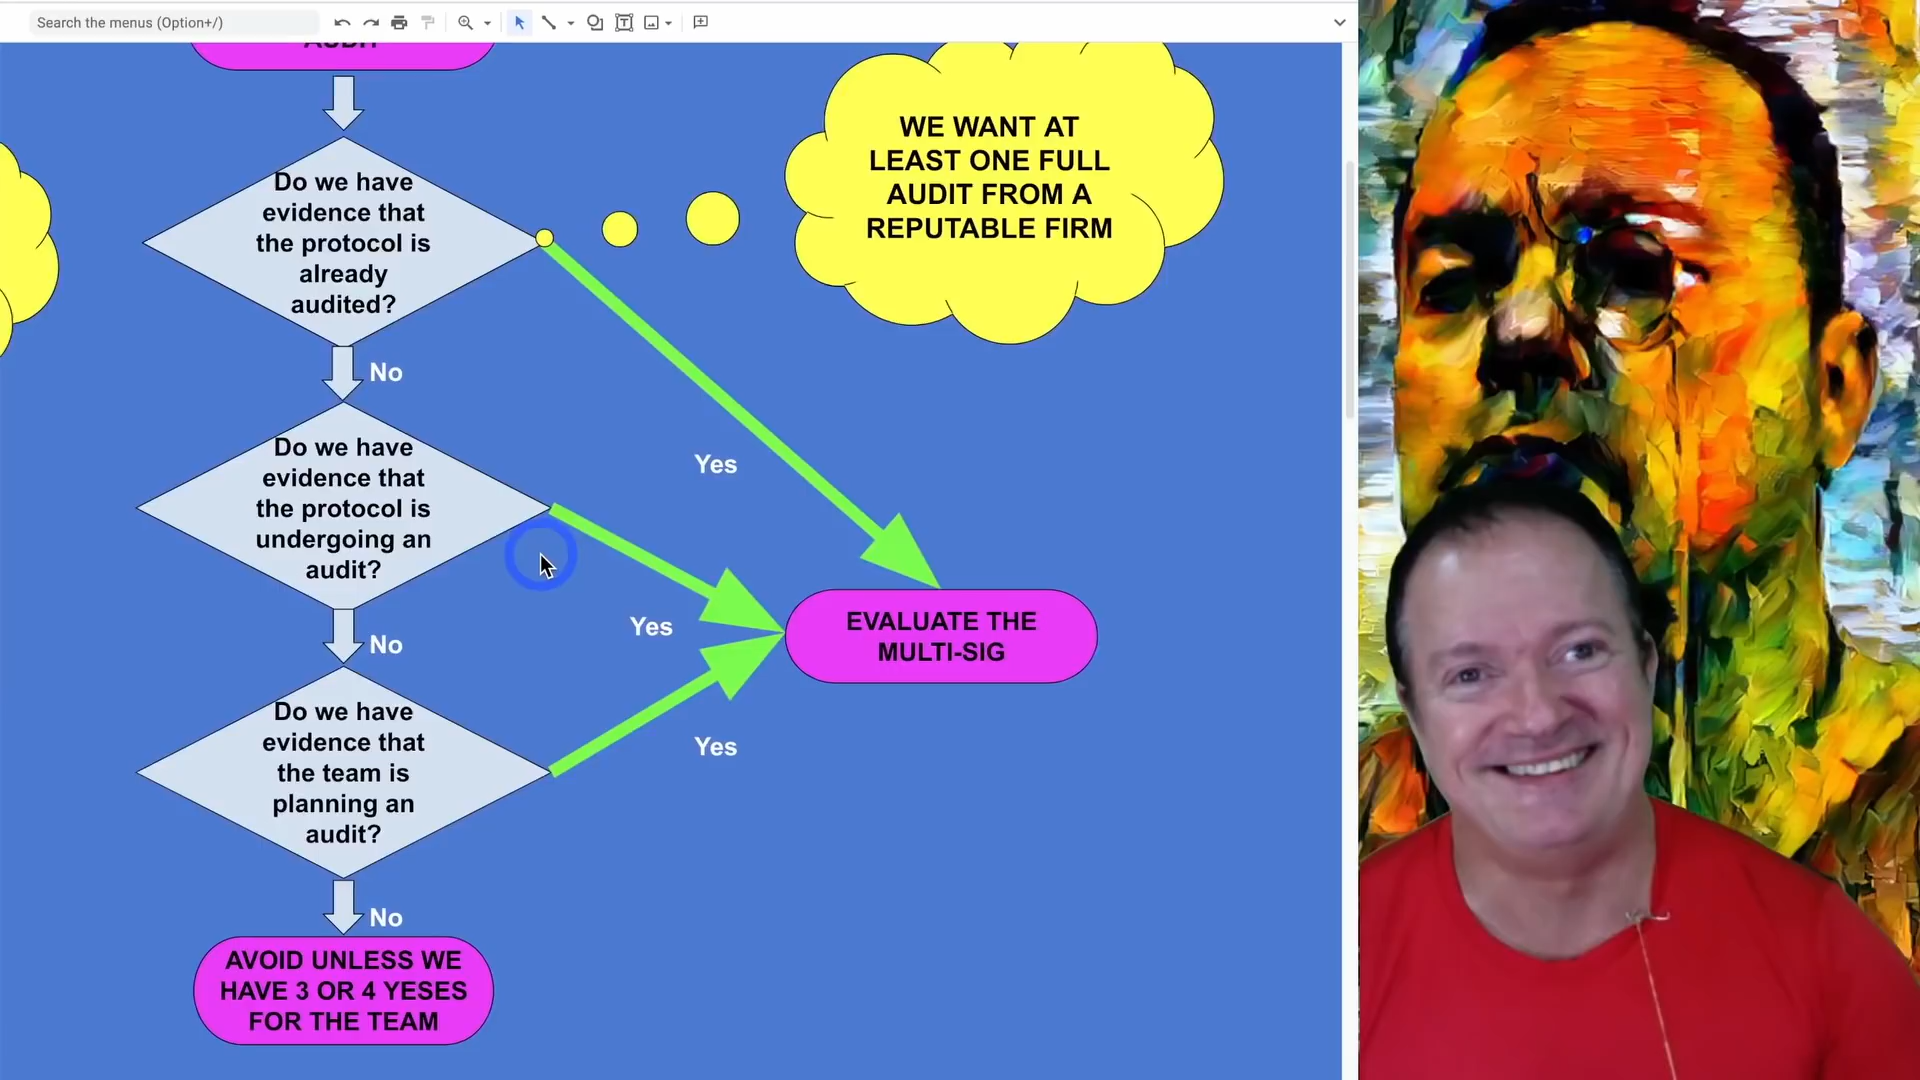 Search the menus (Option+/)
AUDIT
Do we have
evidence that
the protocol is
already
audited?
WE WANT AT
LEAST ONE FULL
AUDIT FROM A
REPUTABLE FIRM
No
Yes
Do we have
evidence that
the protocol is
undergoing an
audit?
Yes
EVALUATE THE
MULTI-SIG
No
Do we have
evidence that
the team is
planning an
audit?
Yes
No
AVOID UNLESS WE
HAVE 3 OR 4 YESES
FOR THE TEAM